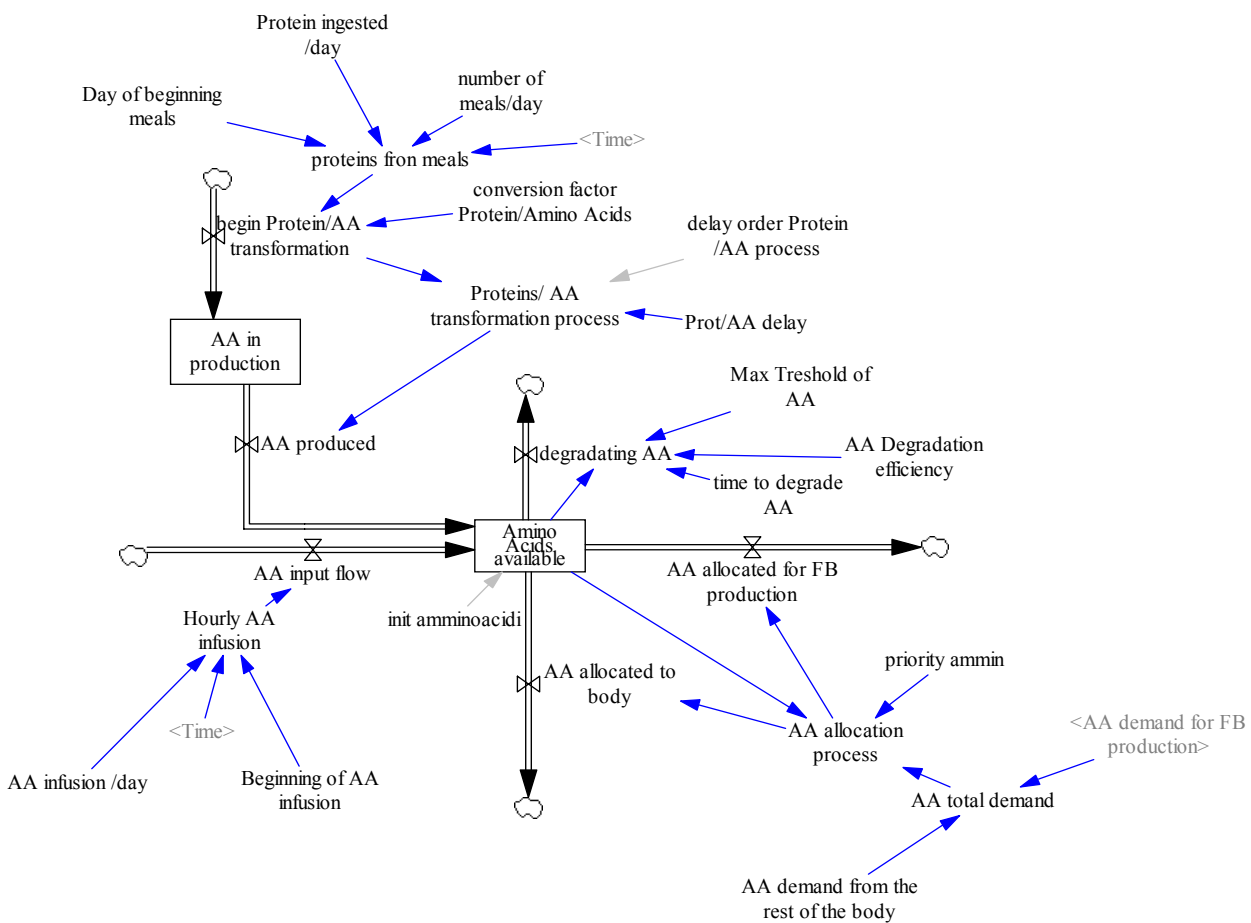 Protein ingested
/day
number of
meals/day
Day of beginning
meals
<Time>
proteins fron meals
conversion factor
Protein/Amino Acids
begin Protein/AA
transformation
delay order Protein
/AA process
Proteins/ AA
transformation process
Prot/AA delay
AA in
production
Max Treshold of
AA
AA produced
degradating AA
AA Degradation
efficiency
time to degrade
AA
Amino
Acids
available
AA input flow
AA allocated for FB
production
init amminoacidi
Hourly AA
infusion
AA allocated to
body
priority ammin
<Time>
AA allocation
process
<AA demand for FB
production>
AA infusion /day
Beginning of AA
infusion
AA total demand
AA demand from the
rest of the body